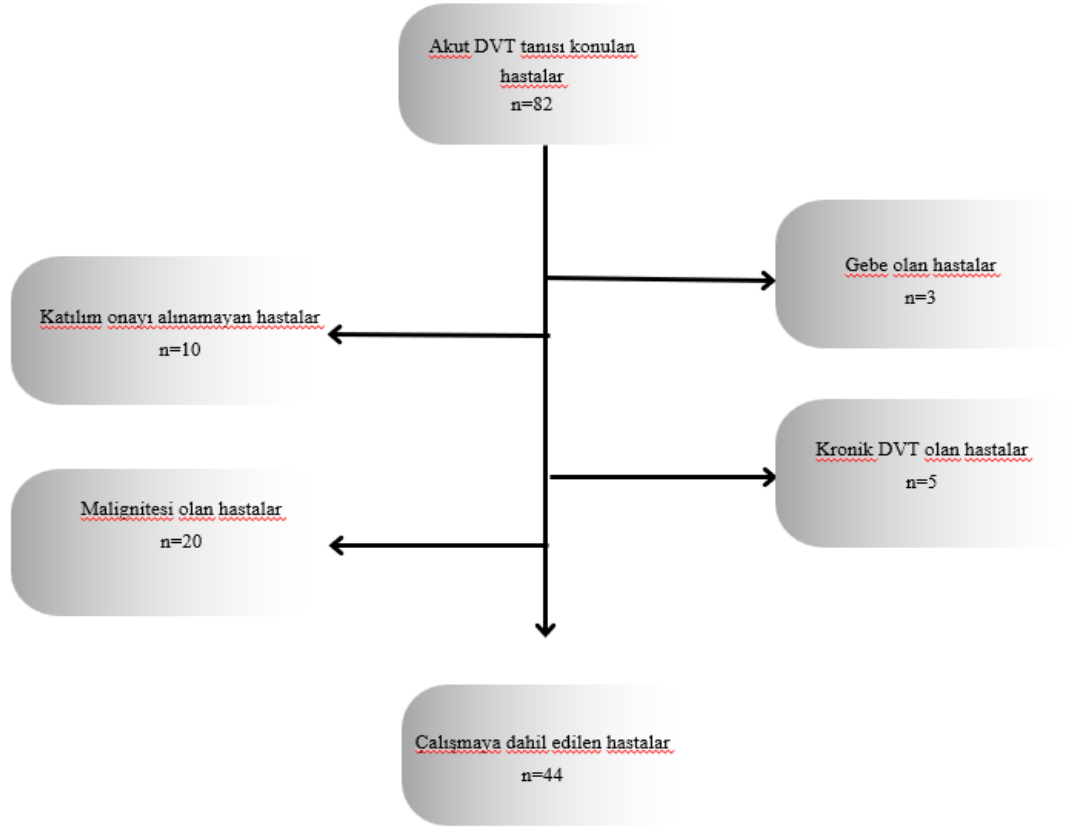 Akut DVT tanısı konulan
hastalar
n=82
Gebe olan hastalar
n=3
Katılım onayı alınamayan hastalar
n=10
Kronik DVT olan hastalar
n=5
Malignitesi olan hastalar
n=20
Çalışmaya dahil edilen hastalar
n=44